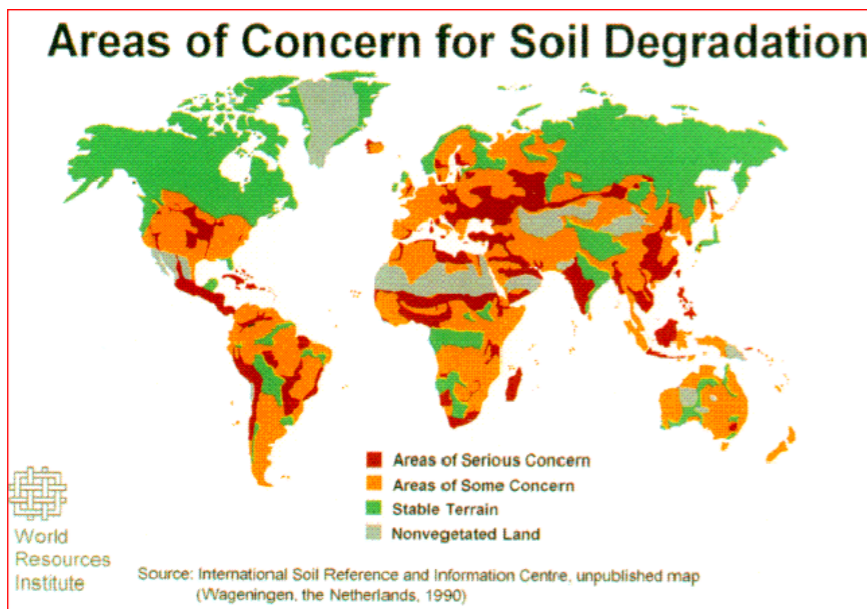 Areas of Concern for Soil Degradation
Areas of Serious Concern
Areas of Some Concern
Stable Terrain
Nonvegetated Land
World
Resources
Institute
Source: International Soil Reference and Information Centre, unpublished map
(Wageningen, the Netherlands, 1990)